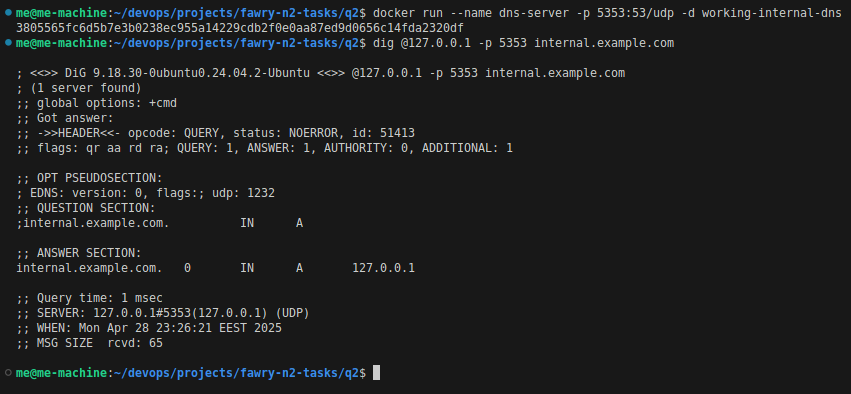 me@me-machine:~/devops/projects/fawry-n2-tasks/q2$ docker run --name dns-server -p 5353:53/udp -d working-internal-dns
3805565fc6d5b7e3b0238ec955a14229cdb2f0e0aa87ed9d0656c14fda2320df
me@me-machine:~/devops/projects/fawry-n2-tasks/q2$ dig @127.0.0.1 -p 5353 internal.example.com

; <<>> DiG 9.18.30-0ubuntu0.24.04.2-Ubuntu <<>> @127.0.0.1 -p 5353 internal.example.com
; (1 server found)
;; global options: +cmd
;; Got answer:
;; ->>HEADER<<- opcode: QUERY, status: NOERROR, id: 51413
;; flags: qr aa rd ra; QUERY: 1, ANSWER: 1, AUTHORITY: 0, ADDITIONAL: 1

;; OPT PSEUDOSECTION:
; EDNS: version: 0, flags:; udp: 1232
;; QUESTION SECTION:
;internal.example.com.		IN	A

;; ANSWER SECTION:
internal.example.com.	0	IN	A	127.0.0.1

;; Query time: 1 msec
;; SERVER: 127.0.0.1#5353(127.0.0.1) (UDP)
;; WHEN: Mon Apr 28 23:26:21 EEST 2025
;; MSG SIZE  rcvd: 65

me@me-machine:~/devops/projects/fawry-n2-tasks/q2$